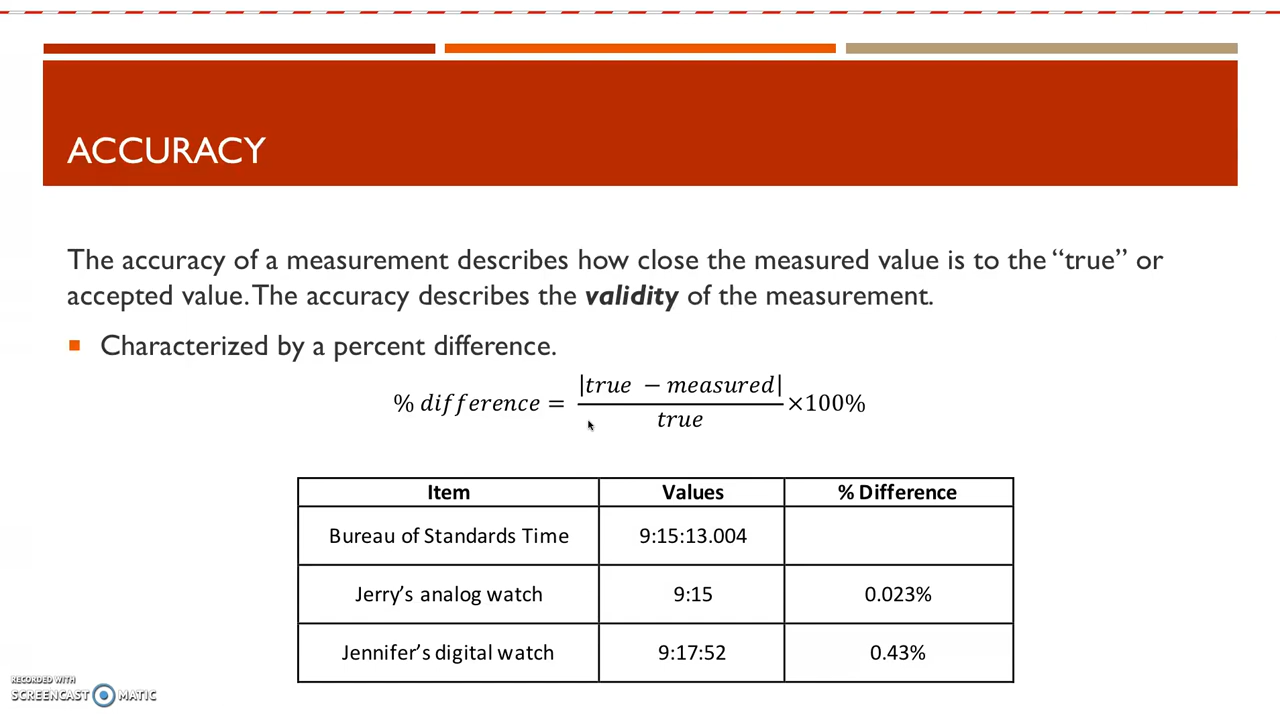 ACCURACY
The accuracy of a measurement describes how close the measured value is to the “true” or
accepted value. The accuracy describes the validity of the measurement.
Characterized by a percent difference.
% difference = |true − measured| / true ×100%
Item Values % Difference
Bureau of Standards Time 9:15:13.004
Jerry’s analog watch 9:15 0.023%
Jennifer’s digital watch 9:17:52 0.43%
RECORDED WITH
SCREENCAST MATIC